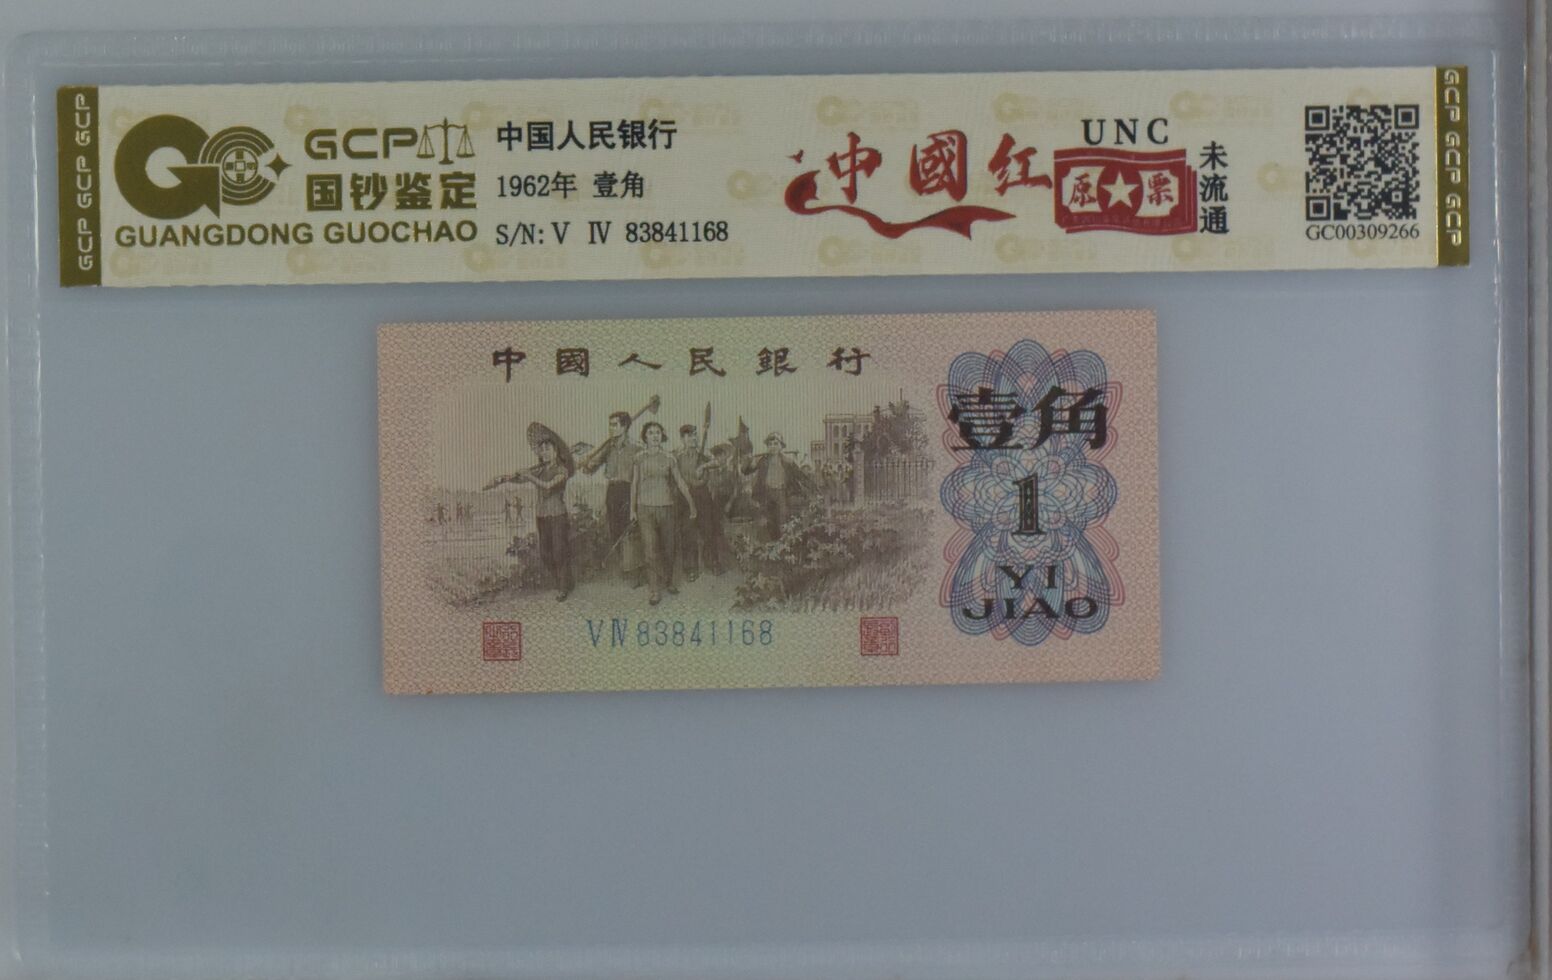 GCP GCP GCP
GCP
国钞鉴定
GUANGDONG GUOCHAO
中国人民银行
1962年 壹角
S/N: V Ⅳ 83841168
中國红
UNC
原★票
未流通
GC00309266
GCP GCP GCP
中國人民銀行
壹角
1
YI
JIAO
V Ⅳ 83841168